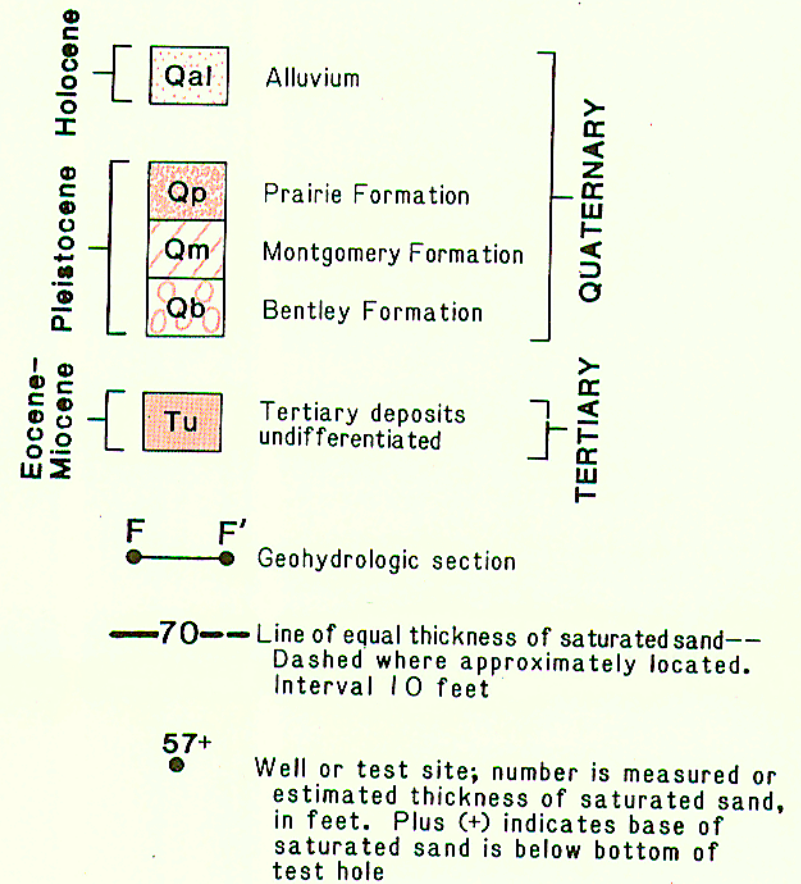 Holocene
Qal
Alluvium
Pleistocene
Qp
Prairie Formation
Qm
Montgomery Formation
Qb
Bentley Formation
QUATERNARY
Eocene–
Miocene
Tu
Tertiary deposits
undifferentiated
TERTIARY
F F'
Geohydrologic section
70
Line of equal thickness of saturated sand--
Dashed where approximately located.
Interval 10 feet
57+
Well or test site; number is measured or
estimated thickness of saturated sand,
in feet. Plus (+) indicates base of
saturated sand is below bottom of
test hole